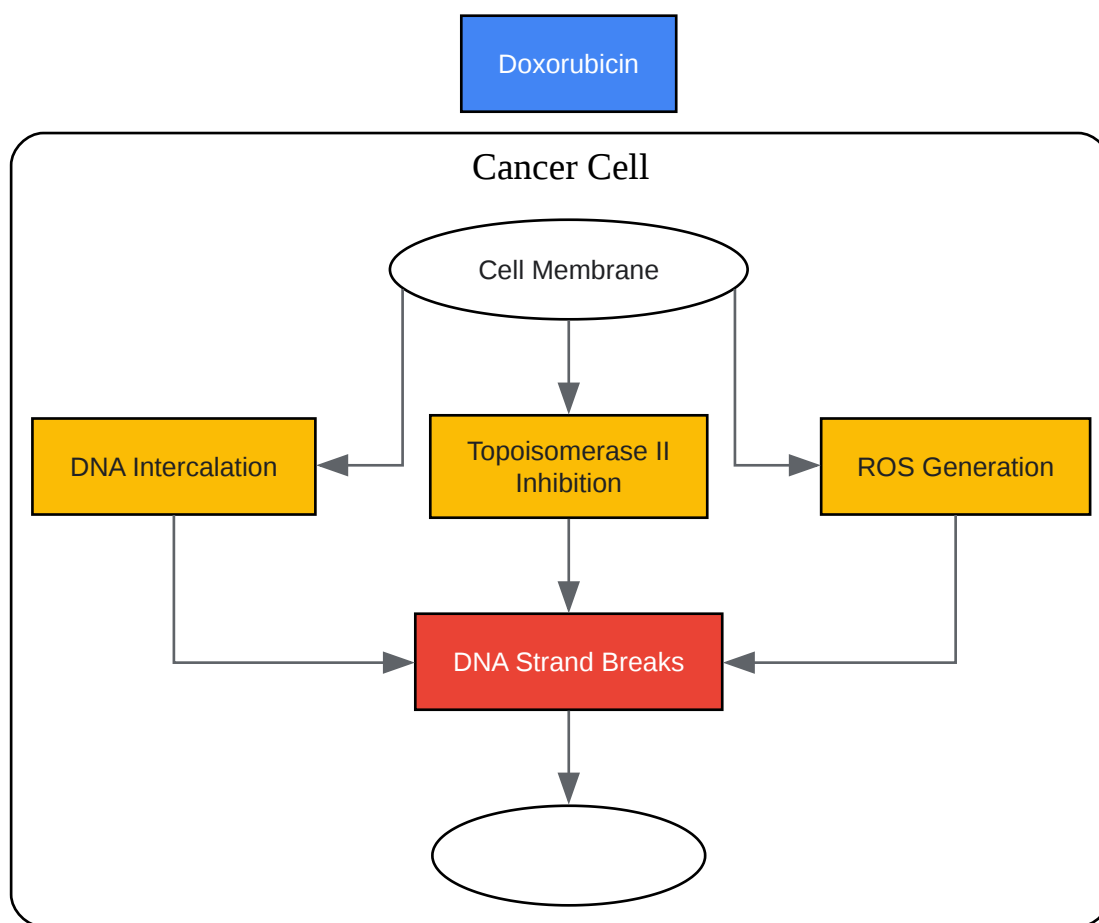 Doxorubicin
Cancer Cell
Cell Membrane
DNA Intercalation
Topoisomerase II
Inhibition
ROS Generation
DNA Strand Breaks